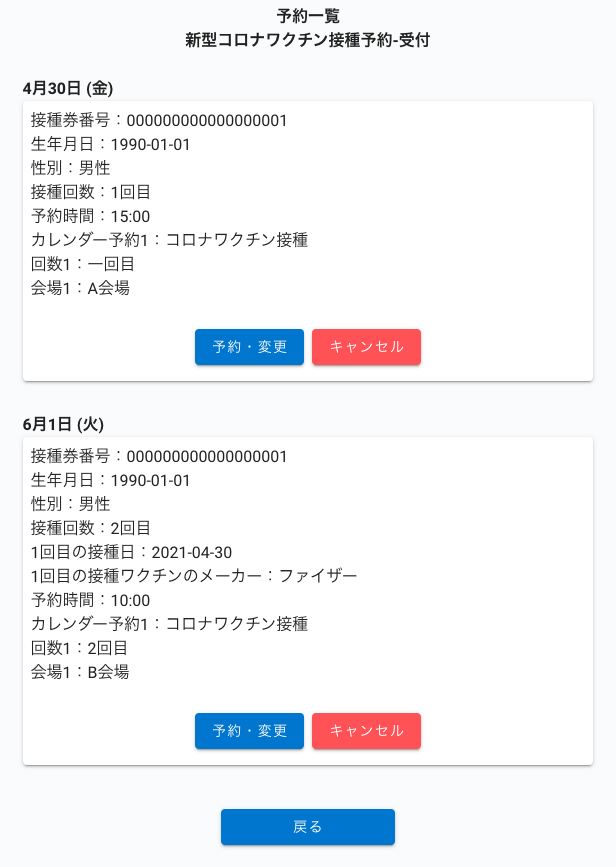 予約一覧
新型コロナワクチン接種予約-受付
4月30日 (金)
接種券番号：000000000000000001
生年月日：1990-01-01
性別：男性
接種回数：1回目
予約時間：15:00
カレンダー予約1：コロナワクチン接種
回数1：一回目
会場1：A会場
予約・変更 キャンセル
6月1日 (火)
接種券番号：000000000000000001
生年月日：1990-01-01
性別：男性
接種回数：2回目
1回目の接種日：2021-04-30
1回目の接種ワクチンのメーカー：ファイザー
予約時間：10:00
カレンダー予約1：コロナワクチン接種
回数1：2回目
会場1：B会場
予約・変更 キャンセル
戻る